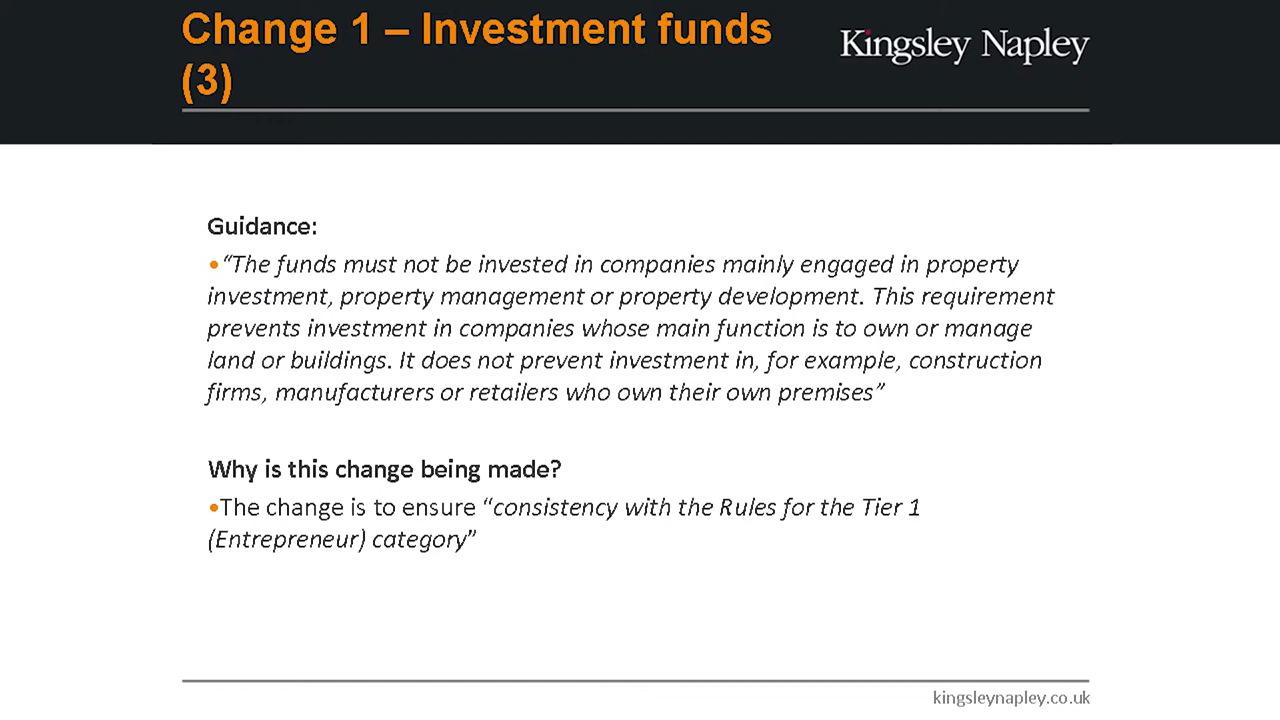 Change 1 – Investment funds
(3)
Kingsley Napley
Guidance:
•“The funds must not be invested in companies mainly engaged in property
investment, property management or property development. This requirement
prevents investment in companies whose main function is to own or manage
land or buildings. It does not prevent investment in, for example, construction
firms, manufacturers or retailers who own their own premises”
Why is this change being made?
•The change is to ensure “consistency with the Rules for the Tier 1
(Entrepreneur) category”
kingsleynapley.co.uk